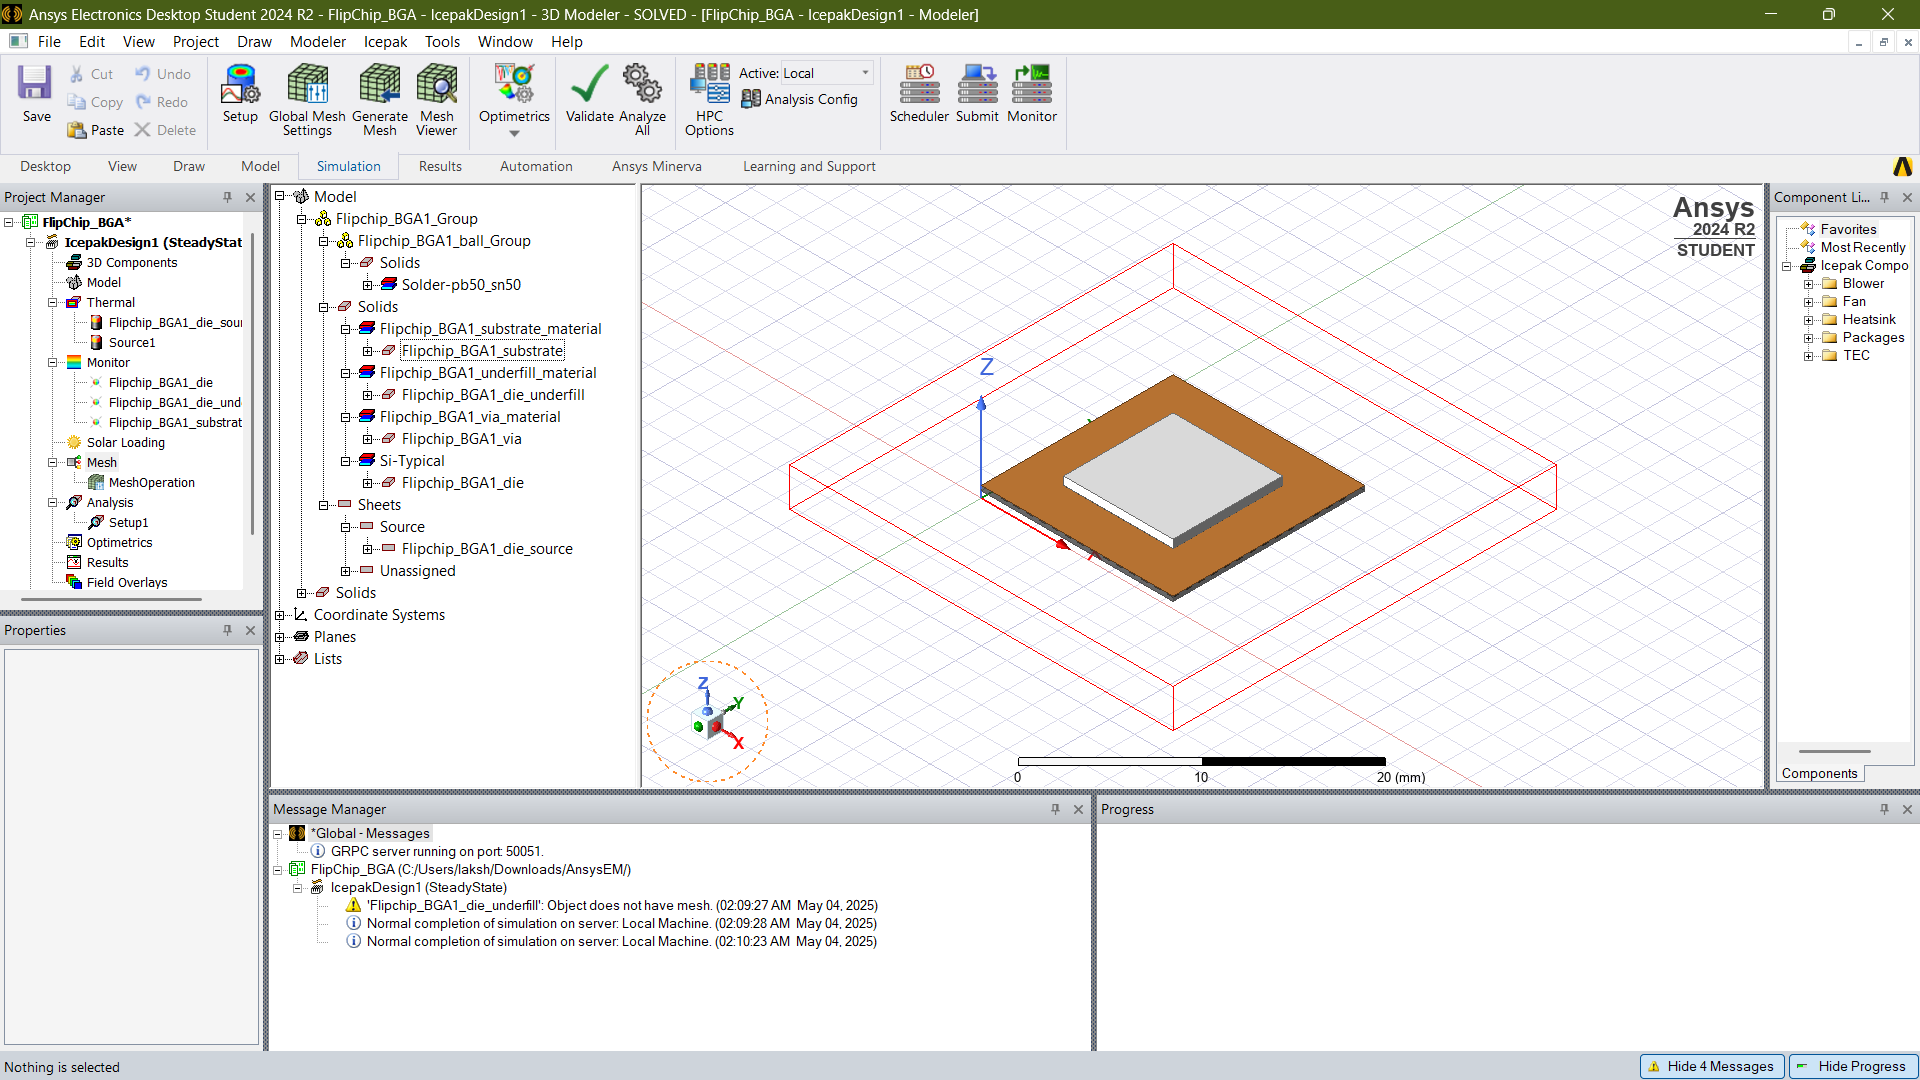 Ansys Electronics Desktop Student 2024 R2 - FlipChip_BGA - IcepakDesign1 - 3D Modeler - SOLVED - [FlipChip_BGA - IcepakDesign1 - Modeler]
File Edit View Project Draw Modeler Icepak Tools Window Help
Save
Cut
Copy
Paste
Undo
Redo
Delete
Setup
Global Mesh
Settings
Generate
Mesh
Mesh
Viewer
Optimetrics
Validate
Analyze
All
HPC
Options
Active: Local
Analysis Config
Scheduler
Submit
Monitor
Desktop View Draw Model Simulation Results Automation Ansys Minerva Learning and Support
Project Manager
FlipChip_BGA*
IcepakDesign1 (SteadyStat
3D Components
Model
Thermal
Flipchip_BGA1_die_sour
Source1
Monitor
Flipchip_BGA1_die
Flipchip_BGA1_die_und
Flipchip_BGA1_substrat
Solar Loading
Mesh
MeshOperation
Analysis
Setup1
Optimetrics
Results
Field Overlays
Properties
Model
Flipchip_BGA1_Group
Flipchip_BGA1_ball_Group
Solids
Solder-pb50_sn50
Solids
Flipchip_BGA1_substrate_material
Flipchip_BGA1_substrate
Flipchip_BGA1_underfill_material
Flipchip_BGA1_die_underfill
Flipchip_BGA1_via_material
Flipchip_BGA1_via
Si-Typical
Flipchip_BGA1_die
Sheets
Source
Flipchip_BGA1_die_source
Unassigned
Solids
Coordinate Systems
Planes
Lists
Ansys
2024 R2
STUDENT
Z
Z
Y
X
0 10 20 (mm)
Component Li...
Favorites
Most Recently
Icepak Compo
Blower
Fan
Heatsink
Packages
TEC
Components
Message Manager
*Global - Messages
GRPC server running on port: 50051.
FlipChip_BGA (C:/Users/laksh/Downloads/AnsysEM/)
IcepakDesign1 (SteadyState)
'Flipchip_BGA1_die_underfill': Object does not have mesh. (02:09:27 AM May 04, 2025)
Normal completion of simulation on server: Local Machine. (02:09:28 AM May 04, 2025)
Normal completion of simulation on server: Local Machine. (02:10:23 AM May 04, 2025)
Progress
Nothing is selected
Hide 4 Messages
Hide Progress